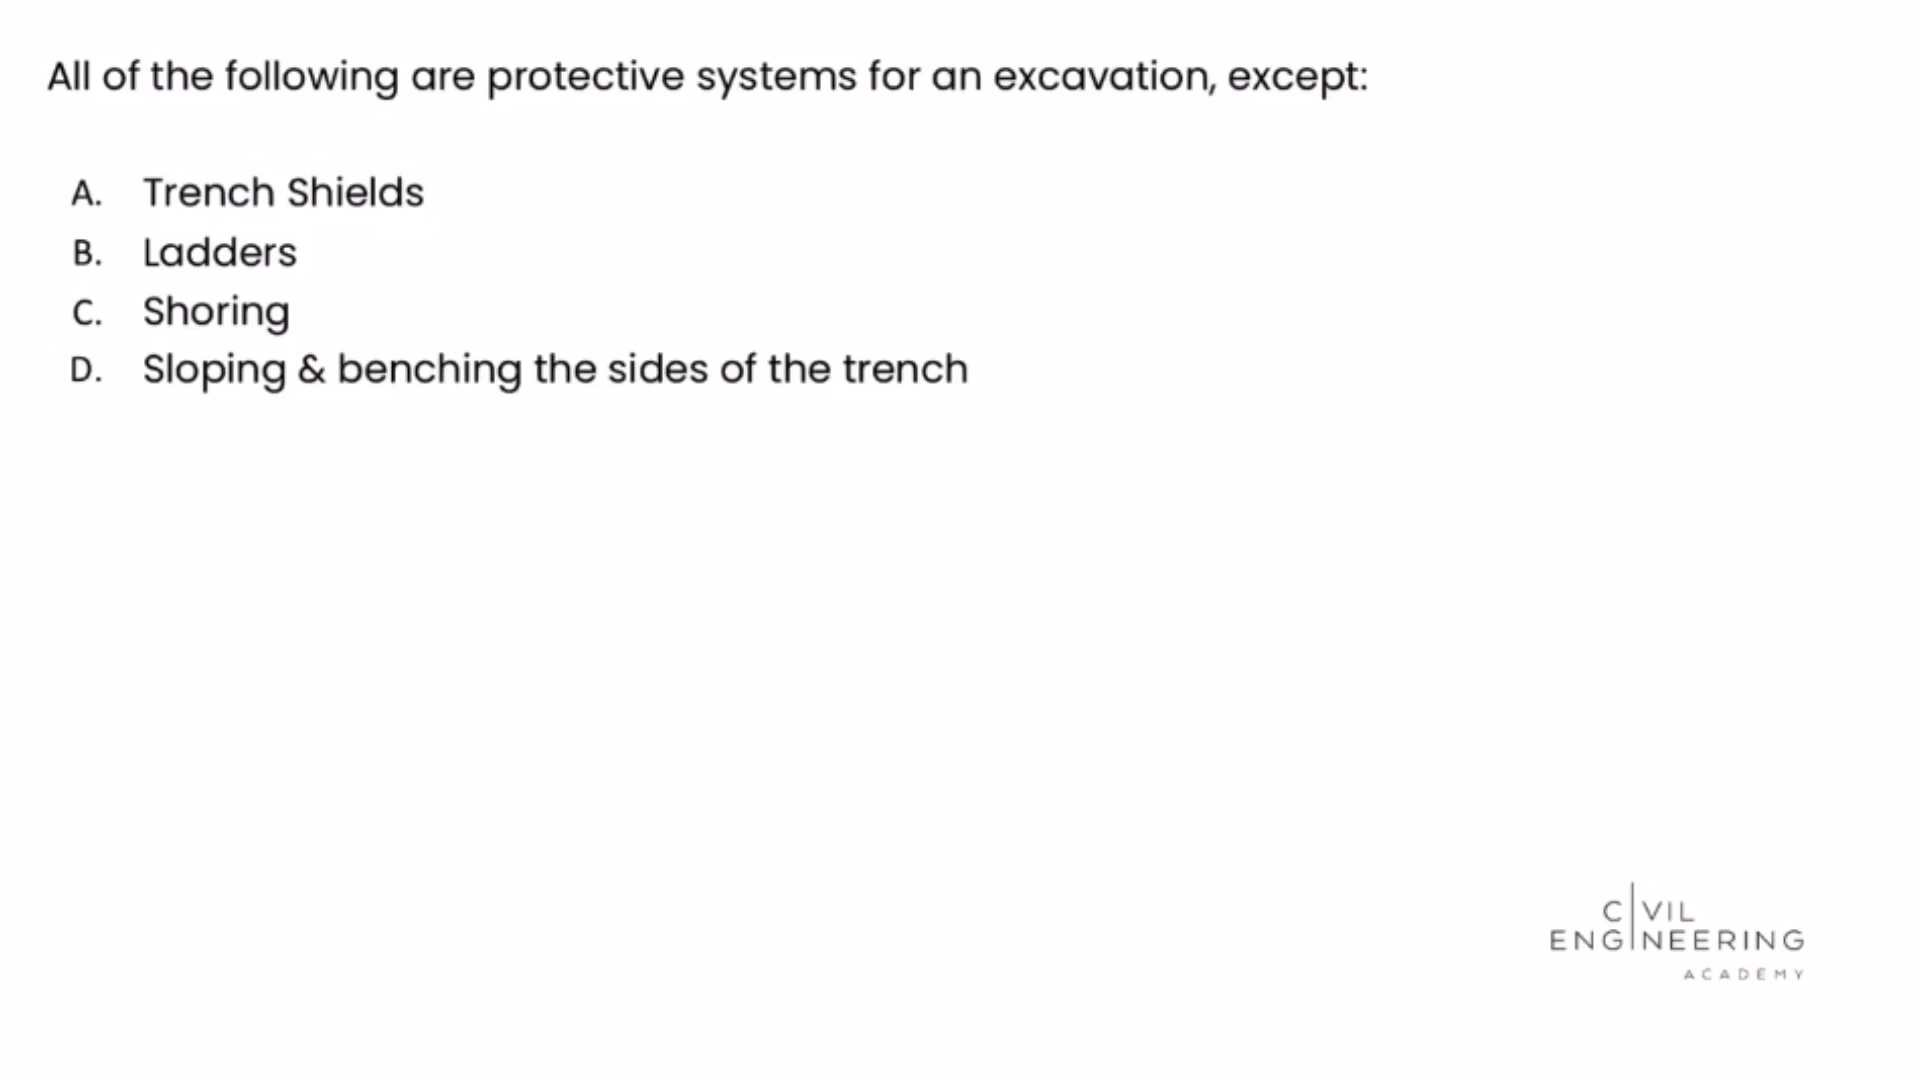 All of the following are protective systems for an excavation, except:
A. Trench Shields
B. Ladders
C. Shoring
D. Sloping & benching the sides of the trench
CIVIL
ENGINEERING
ACADEMY